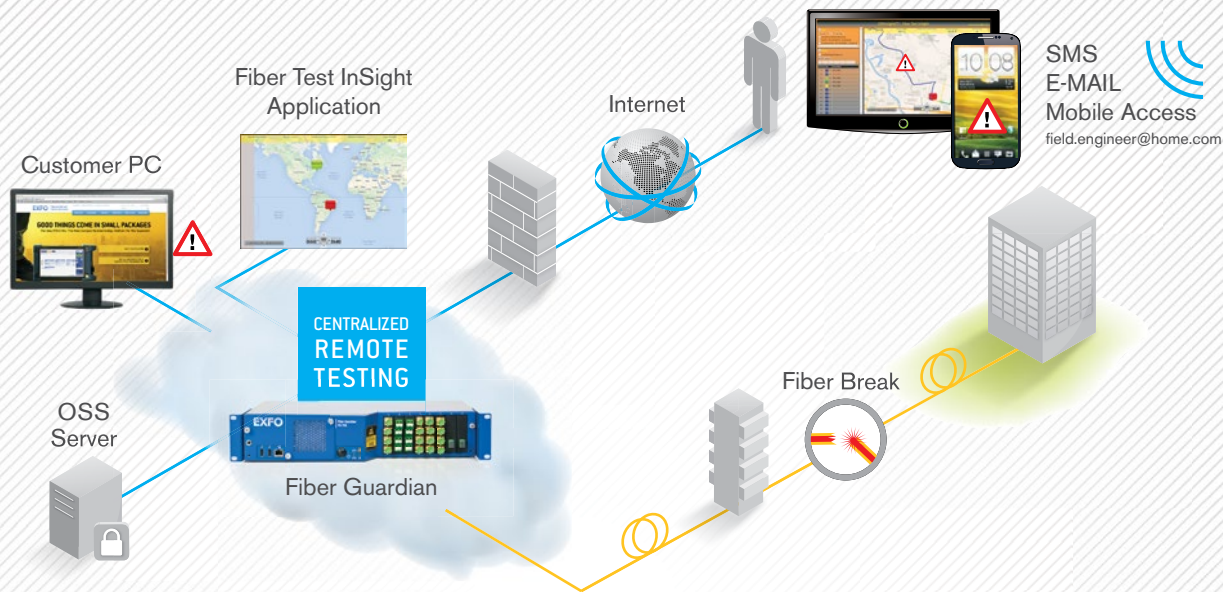 SMS
E-MAIL
Mobile Access
field.engineer@home.com
10 08
Fiber Test InSight
Application
Internet
Customer PC
EXFO
GOOD THINGS COME IN SMALL PACKAGES
CENTRALIZED
REMOTE
TESTING
Fiber Break
OSS
Server
EXFO
Fiber Guardian